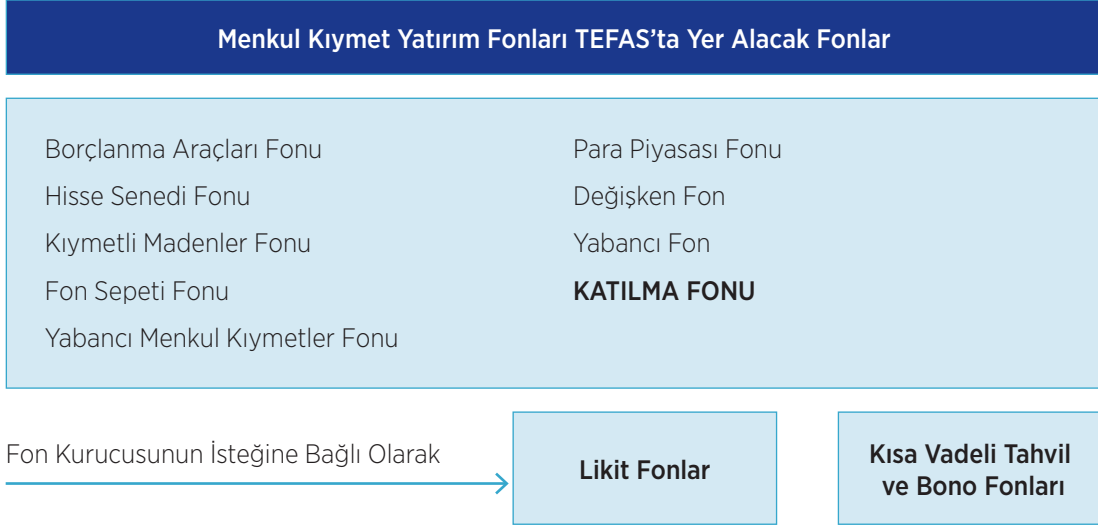 Menkul Kıymet Yatırım Fonları TEFAS’ta Yer Alacak Fonlar
Borçlanma Araçları Fonu
Hisse Senedi Fonu
Kıymetli Madenler Fonu
Fon Sepeti Fonu
Yabancı Menkul Kıymetler Fonu
Para Piyasası Fonu
Değişken Fon
Yabancı Fon
KATILMA FONU
Fon Kurucusunun İsteğine Bağlı Olarak
Likit Fonlar
Kısa Vadeli Tahvil
ve Bono Fonları